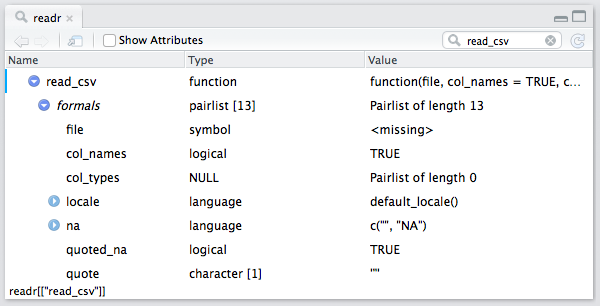 readr ×
Show Attributes read_csv
Name Type Value
read_csv function function(file, col_names = TRUE, c...
formals pairlist [13] Pairlist of length 13
file symbol <missing>
col_names logical TRUE
col_types NULL Pairlist of length 0
locale language default_locale()
na language c("", "NA")
quoted_na logical TRUE
quote character [1] '"'
readr[["read_csv"]]